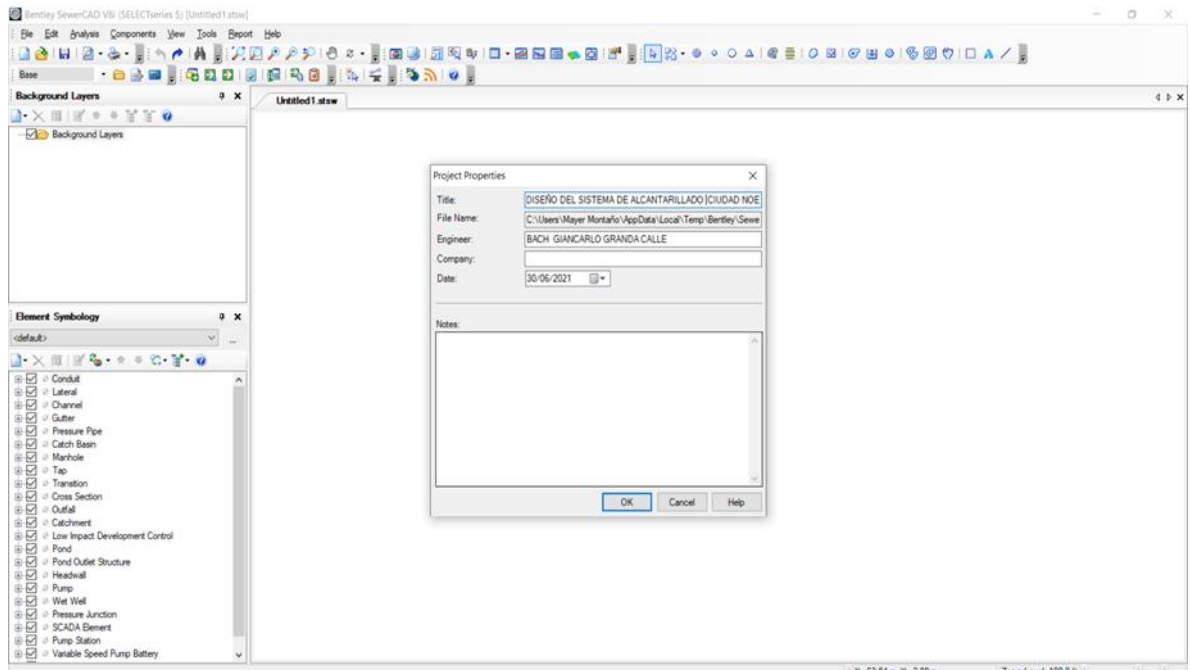 Bentley SewerCAD V8i (SELECTseries 5) [Untitled1.stsw]
File Edit Analysis Components View Tools Report Help
Base
Background Layers
Background Layers
Untitled1.stsw
Project Properties
Title: DISEÑO DEL SISTEMA DE ALCANTARILLADO CIUDAD NOE
File Name: C:\Users\Mayer Montaño\AppData\Local\Temp\Bentley\Sewe
Engineer: BACH GIANCARLO GRANDA CALLE
Company:
Date: 30/06/2021
Notes:
OK Cancel Help
Element Symbology
<default>
Conduit
Lateral
Channel
Gutter
Pressure Pipe
Catch Basin
Manhole
Tap
Transition
Cross Section
Outfall
Catchment
Low Impact Development Control
Pond
Pond Outlet Structure
Headwall
Pump
Wet Well
Pressure Junction
SCADA Element
Pump Station
Variable Speed Pump Battery